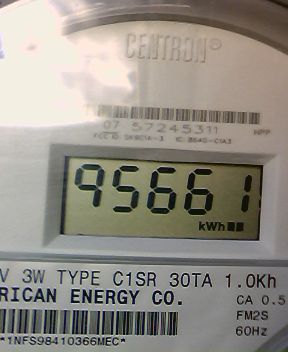 CENTRON®
07 57245311
HPP
95661
kWh
V 3W TYPE C1SR 30TA 1.0Kh
RICAN ENERGY CO.
CA 0.5
FM2S
60Hz
*1NFS98410366MEC*